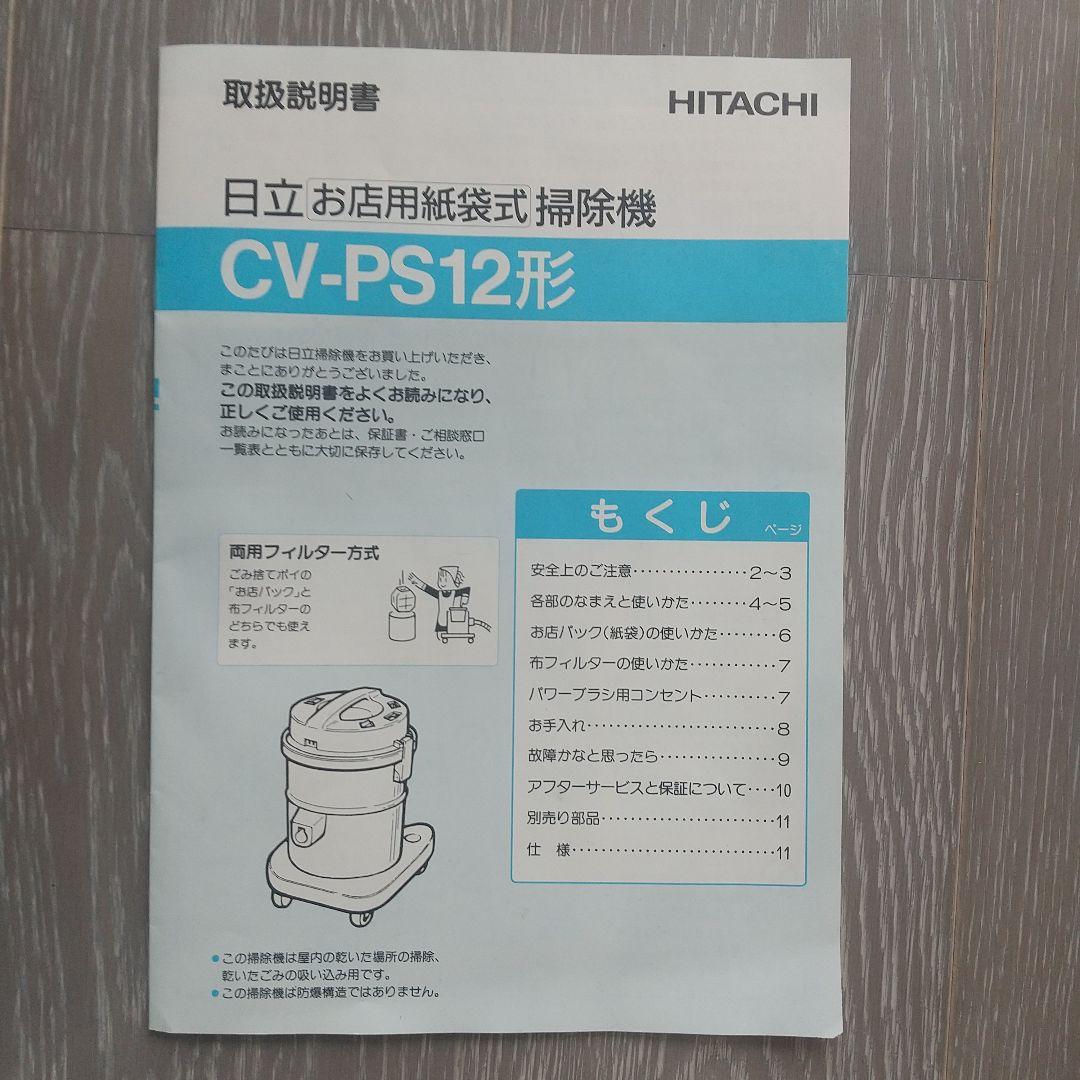 取扱説明書
HITACHI
日立お店用紙袋式掃除機
CV-PS12形
このたびは日立掃除機をお買い上げいただき、
まことにありがとうございました。
この取扱説明書をよくお読みになり、
正しくご使用ください。
お読みになったあとは、保証書・ご相談窓口
一覧表とともに大切に保存してください。
両用フィルター方式
ごみ捨てポイの
「お店パック」と
布フィルターの
どちらでも使え
ます。
もくじ ページ
安全上のご注意················2〜3
各部のなまえと使いかた········4〜5
お店パック(紙袋)の使いかた········6
布フィルターの使いかた············7
パワーブラシ用コンセント··········7
お手入れ··························8
故障かなと思ったら················9
アフターサービスと保証について····10
別売り部品························11
仕 様····························11
●この掃除機は屋内の乾いた場所の掃除、
乾いたごみの吸い込み用です。
●この掃除機は防爆構造ではありません。